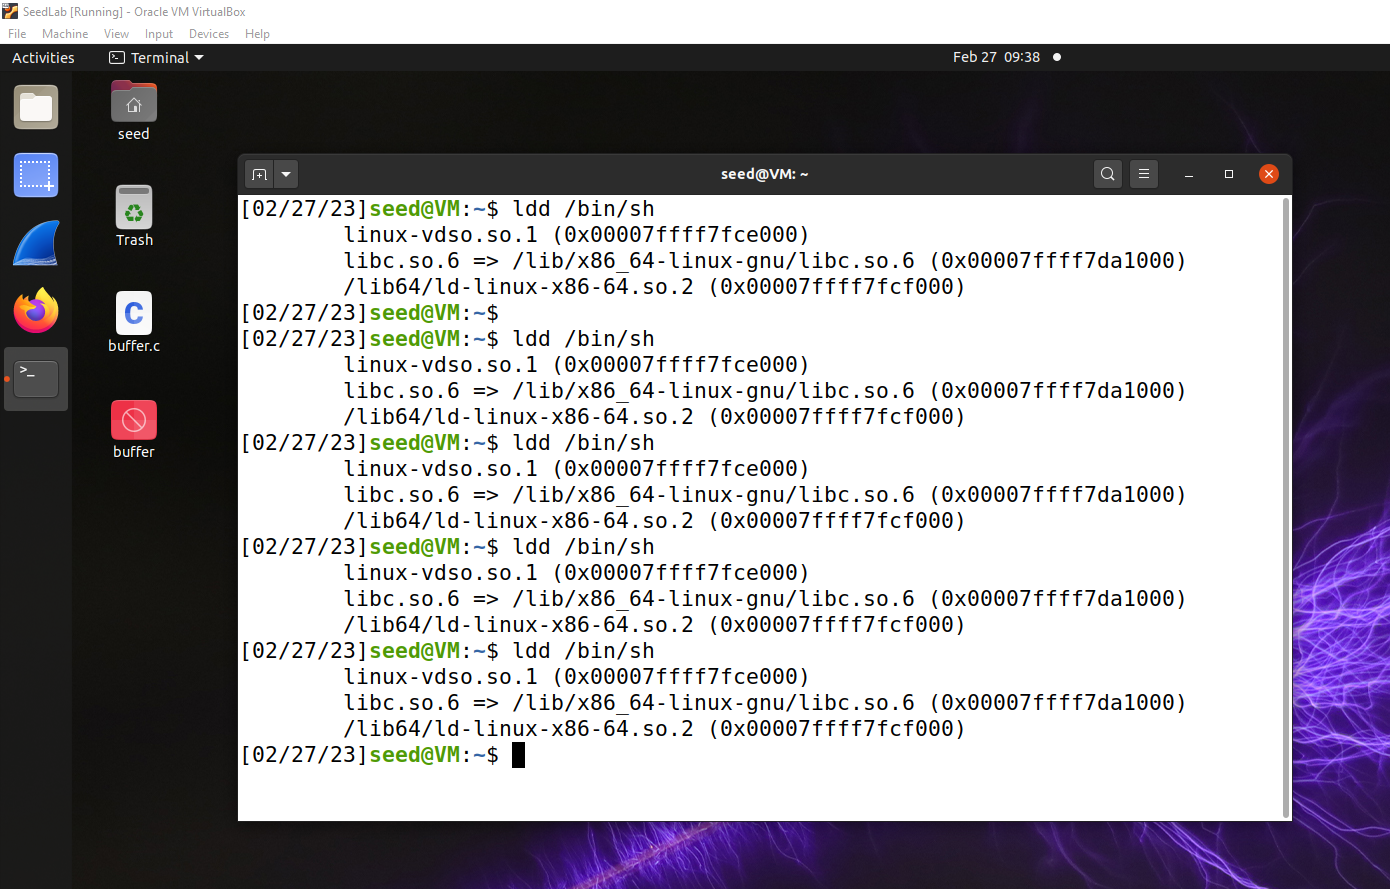 SeedLab [Running] - Oracle VM VirtualBox
File Machine View Input Devices Help
Activities Terminal Feb 27 09:38
seed
Trash
C
buffer.c
>_
buffer
seed@VM: ~
[02/27/23]seed@VM:~$ ldd /bin/sh
linux-vdso.so.1 (0x00007ffff7fce000)
libc.so.6 => /lib/x86_64-linux-gnu/libc.so.6 (0x00007ffff7da1000)
/lib64/ld-linux-x86-64.so.2 (0x00007ffff7fcf000)
[02/27/23]seed@VM:~$
[02/27/23]seed@VM:~$ ldd /bin/sh
linux-vdso.so.1 (0x00007ffff7fce000)
libc.so.6 => /lib/x86_64-linux-gnu/libc.so.6 (0x00007ffff7da1000)
/lib64/ld-linux-x86-64.so.2 (0x00007ffff7fcf000)
[02/27/23]seed@VM:~$ ldd /bin/sh
linux-vdso.so.1 (0x00007ffff7fce000)
libc.so.6 => /lib/x86_64-linux-gnu/libc.so.6 (0x00007ffff7da1000)
/lib64/ld-linux-x86-64.so.2 (0x00007ffff7fcf000)
[02/27/23]seed@VM:~$ ldd /bin/sh
linux-vdso.so.1 (0x00007ffff7fce000)
libc.so.6 => /lib/x86_64-linux-gnu/libc.so.6 (0x00007ffff7da1000)
/lib64/ld-linux-x86-64.so.2 (0x00007ffff7fcf000)
[02/27/23]seed@VM:~$ ldd /bin/sh
linux-vdso.so.1 (0x00007ffff7fce000)
libc.so.6 => /lib/x86_64-linux-gnu/libc.so.6 (0x00007ffff7da1000)
/lib64/ld-linux-x86-64.so.2 (0x00007ffff7fcf000)
[02/27/23]seed@VM:~$